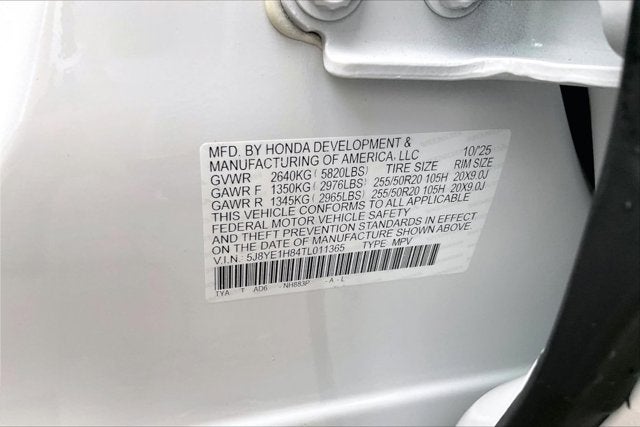 MFD. BY HONDA DEVELOPMENT &
MANUFACTURING OF AMERICA, LLC 10/'25
GVWR 2640KG (5820LBS) TIRE SIZE RIM SIZE
GAWR F 1350KG (2976LBS) 255/50R20 105H 20X9.0J
GAWR R 1345KG (2965LBS) 255/50R20 105H 20X9.0J
THIS VEHICLE CONFORMS TO ALL APPLICABLE
FEDERAL MOTOR VEHICLE SAFETY
AND THEFT PREVENTION STANDARDS IN EFFECT
ON THE DATE OF MANUFACTURE SHOWN ABOVE.
V.I.N.: 5J8YE1H84TL011365 TYPE: MPV
TYA T AD6 -NH883P -A-L